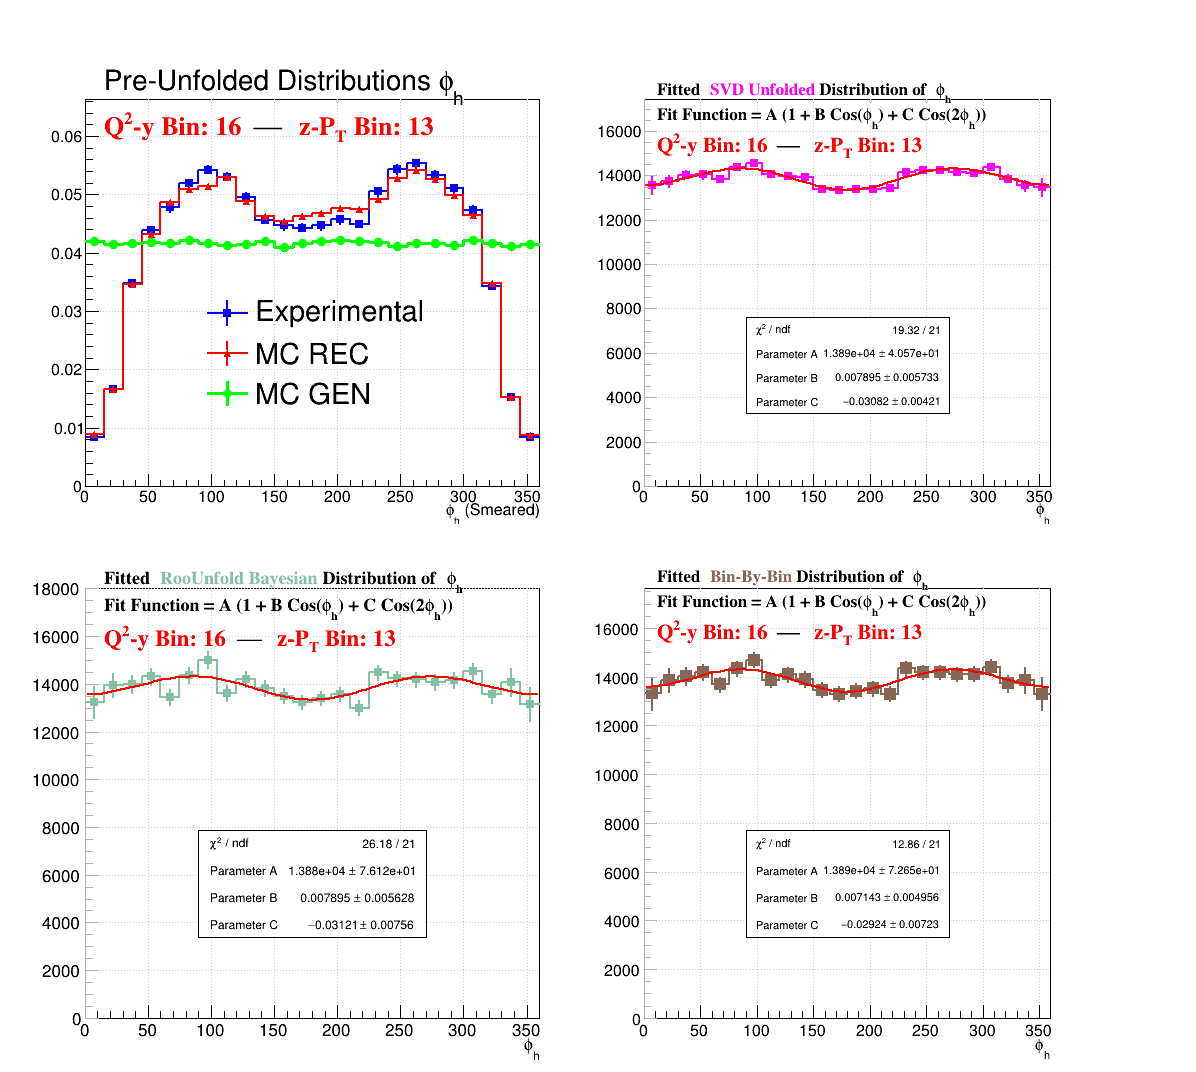 Pre-Unfolded Distributions ϕh
Q²-y Bin: 16 — z-PT Bin: 13
0.06
0.05
0.04
0.03
0.02
0.01
0
Experimental
MC REC
MC GEN
0 50 100 150 200 250 300 350
ϕh (Smeared)
Fitted SVD Unfolded Distribution of ϕh
Fit Function = A (1 + B Cos(ϕh) + C Cos(2ϕh))
Q²-y Bin: 16 — z-PT Bin: 13
16000
14000
12000
10000
8000
6000
4000
2000
0
χ² / ndf 19.32 / 21
Parameter A 1.389e+04 ± 4.057e+01
Parameter B 0.007895 ± 0.005733
Parameter C −0.03082 ± 0.00421
0 50 100 150 200 250 300 350
ϕh
Fitted RooUnfold Bayesian Distribution of ϕh
Fit Function = A (1 + B Cos(ϕh) + C Cos(2ϕh))
Q²-y Bin: 16 — z-PT Bin: 13
18000
16000
14000
12000
10000
8000
6000
4000
2000
0
χ² / ndf 26.18 / 21
Parameter A 1.388e+04 ± 7.612e+01
Parameter B 0.007895 ± 0.005628
Parameter C −0.03121 ± 0.00756
0 50 100 150 200 250 300 350
ϕh
Fitted Bin-By-Bin Distribution of ϕh
Fit Function = A (1 + B Cos(ϕh) + C Cos(2ϕh))
Q²-y Bin: 16 — z-PT Bin: 13
16000
14000
12000
10000
8000
6000
4000
2000
0
χ² / ndf 12.86 / 21
Parameter A 1.389e+04 ± 7.265e+01
Parameter B 0.007143 ± 0.004956
Parameter C −0.02924 ± 0.00723
0 50 100 150 200 250 300 350
ϕh